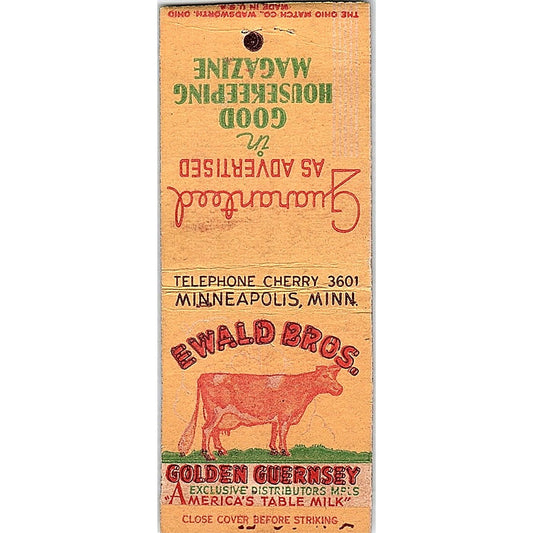 THE OHIO MATCH CO., WADSWORTH, OHIO
MADE IN U.S.A.
Guaranteed
AS ADVERTISED
in
GOOD
HOUSEKEEPING
MAGAZINE
TELEPHONE CHERRY 3601
MINNEAPOLIS, MINN.
EWALD BROS.
GOLDEN GUERNSEY
EXCLUSIVE DISTRIBUTORS MPLS
"AMERICA'S TABLE MILK"
CLOSE COVER BEFORE STRIKING